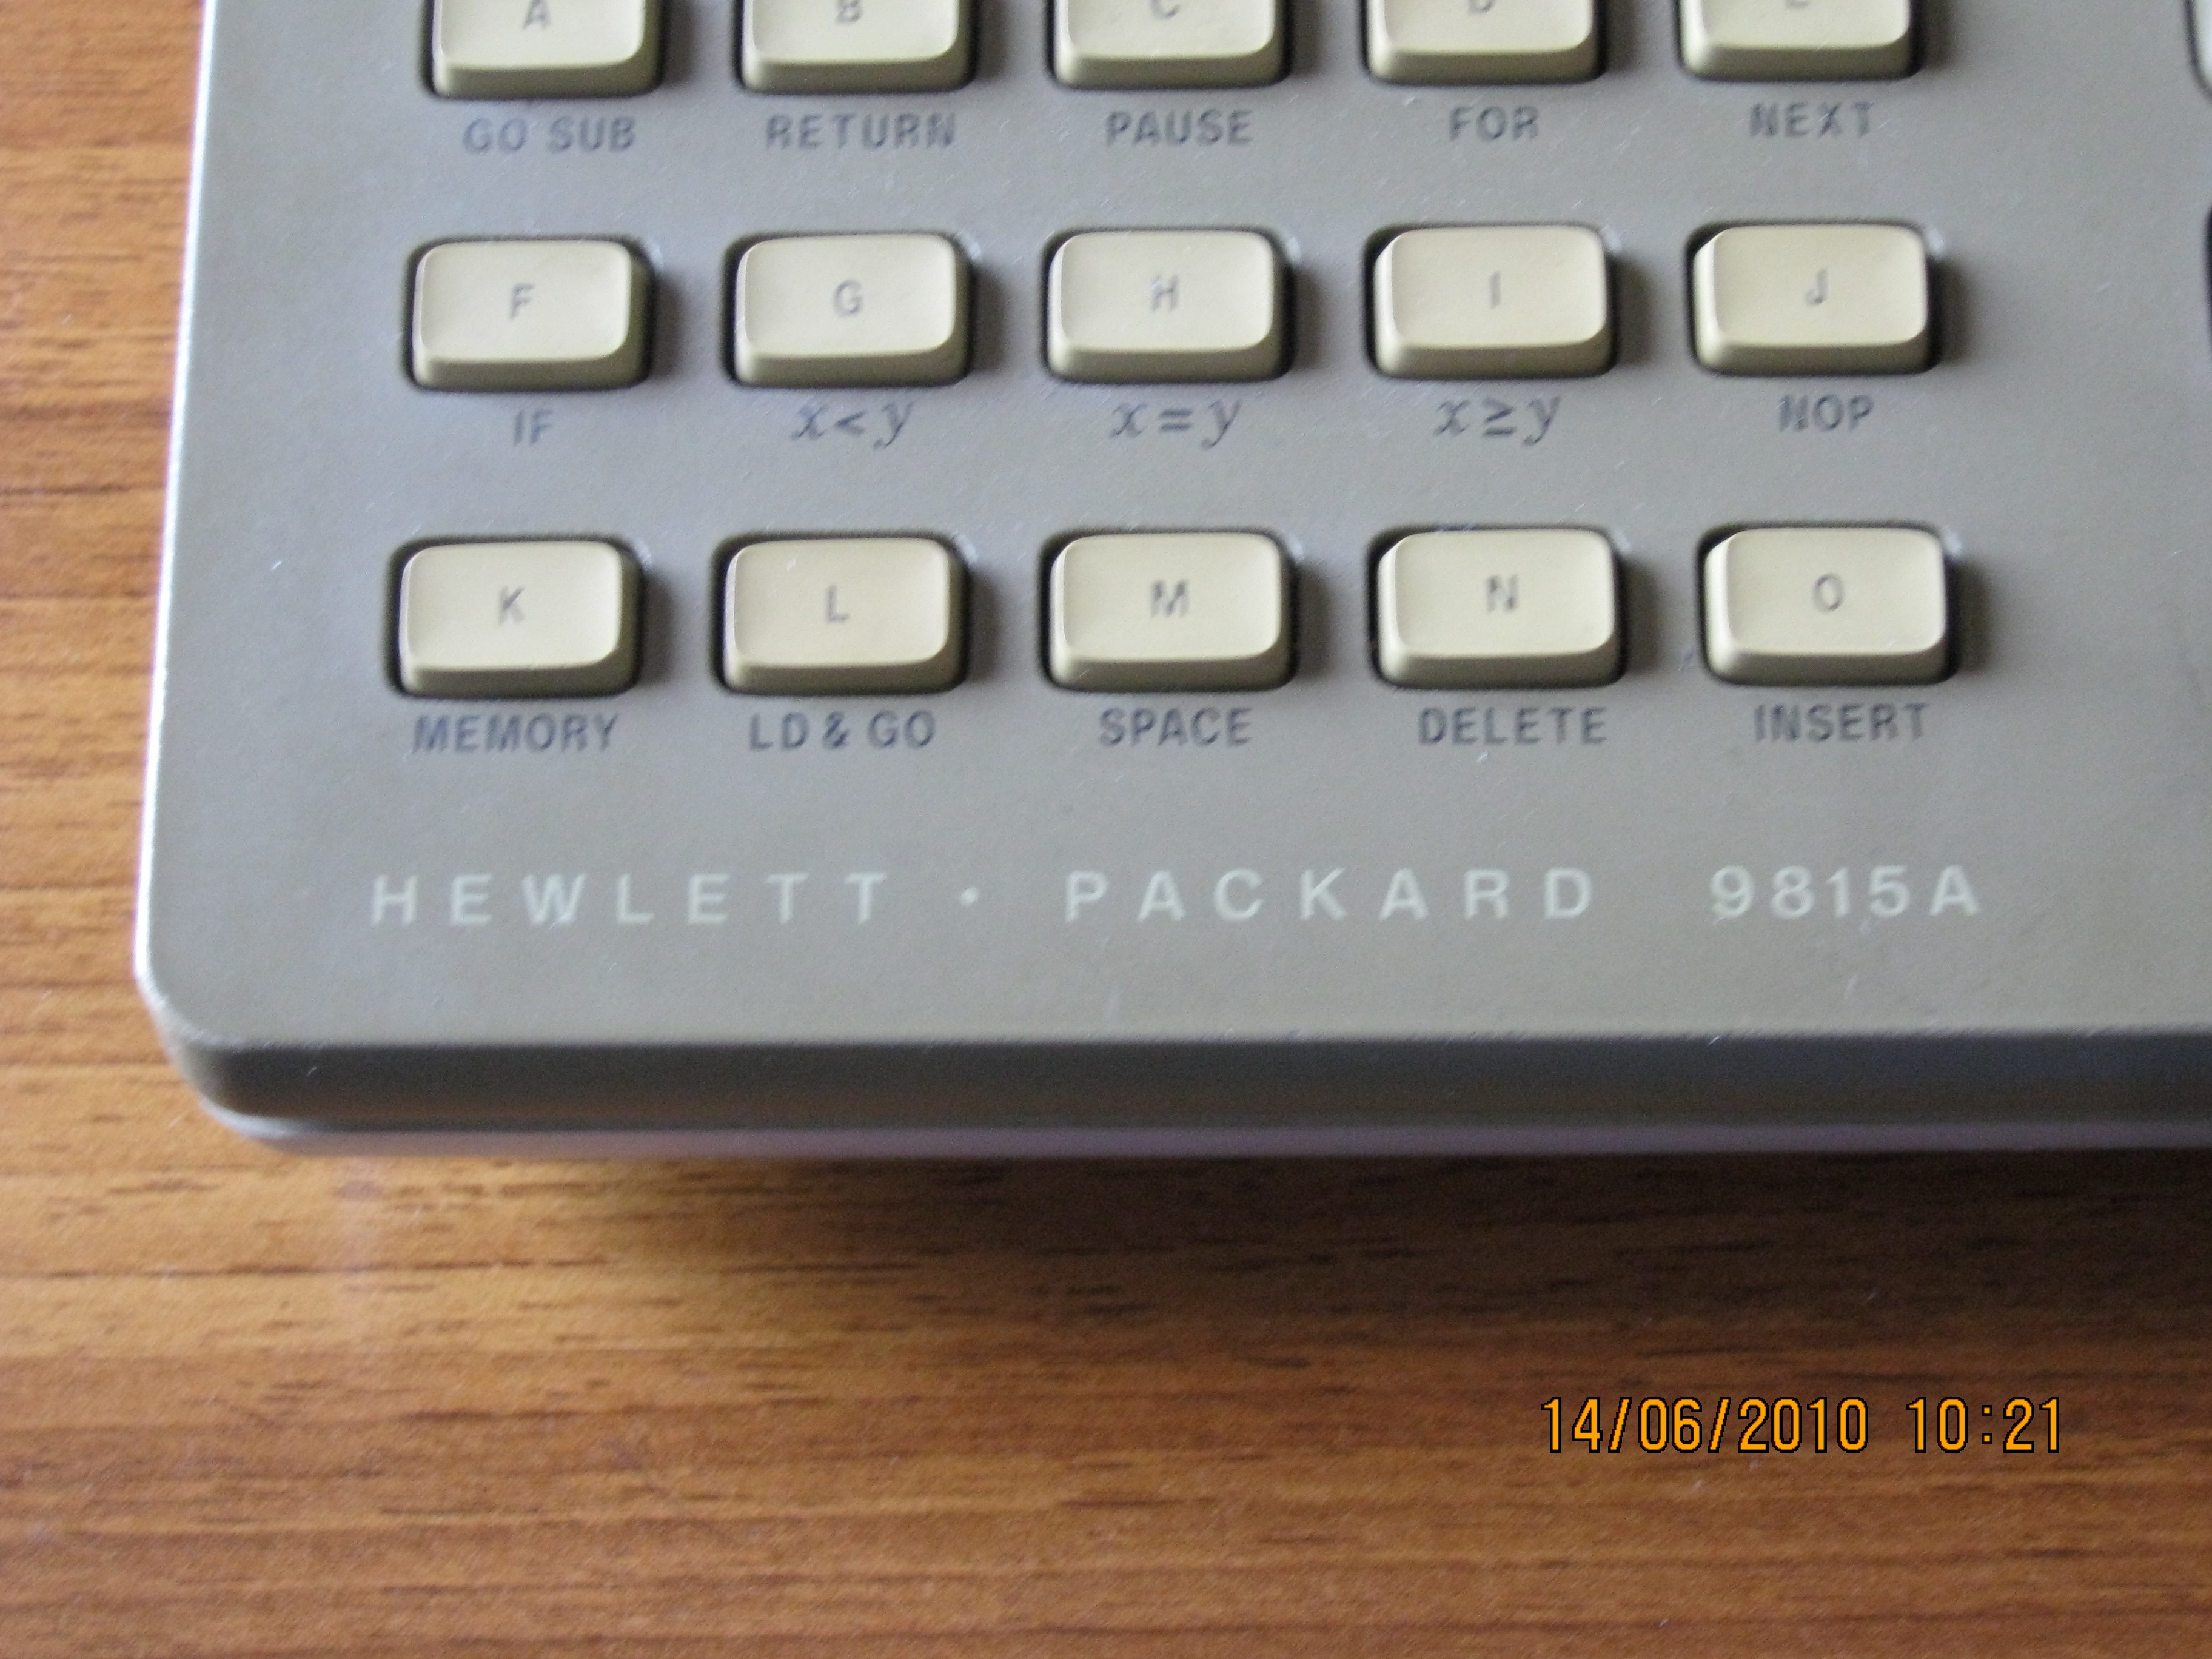 A B C D E
GO SUB RETURN PAUSE FOR NEXT
F G H I J
IF x<y x=y x≥y NOP
K L M N O
MEMORY LD & GO SPACE DELETE INSERT
HEWLETT · PACKARD 9815A
14/06/2010 10:21